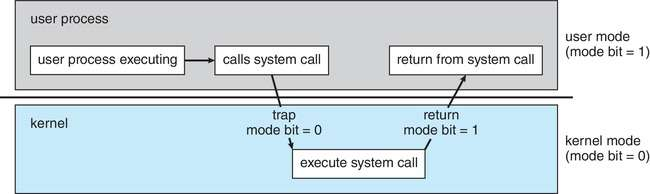 user process
user process executing
calls system call
return from system call
user mode
(mode bit = 1)
trap
mode bit = 0
return
mode bit = 1
kernel
execute system call
kernel mode
(mode bit = 0)